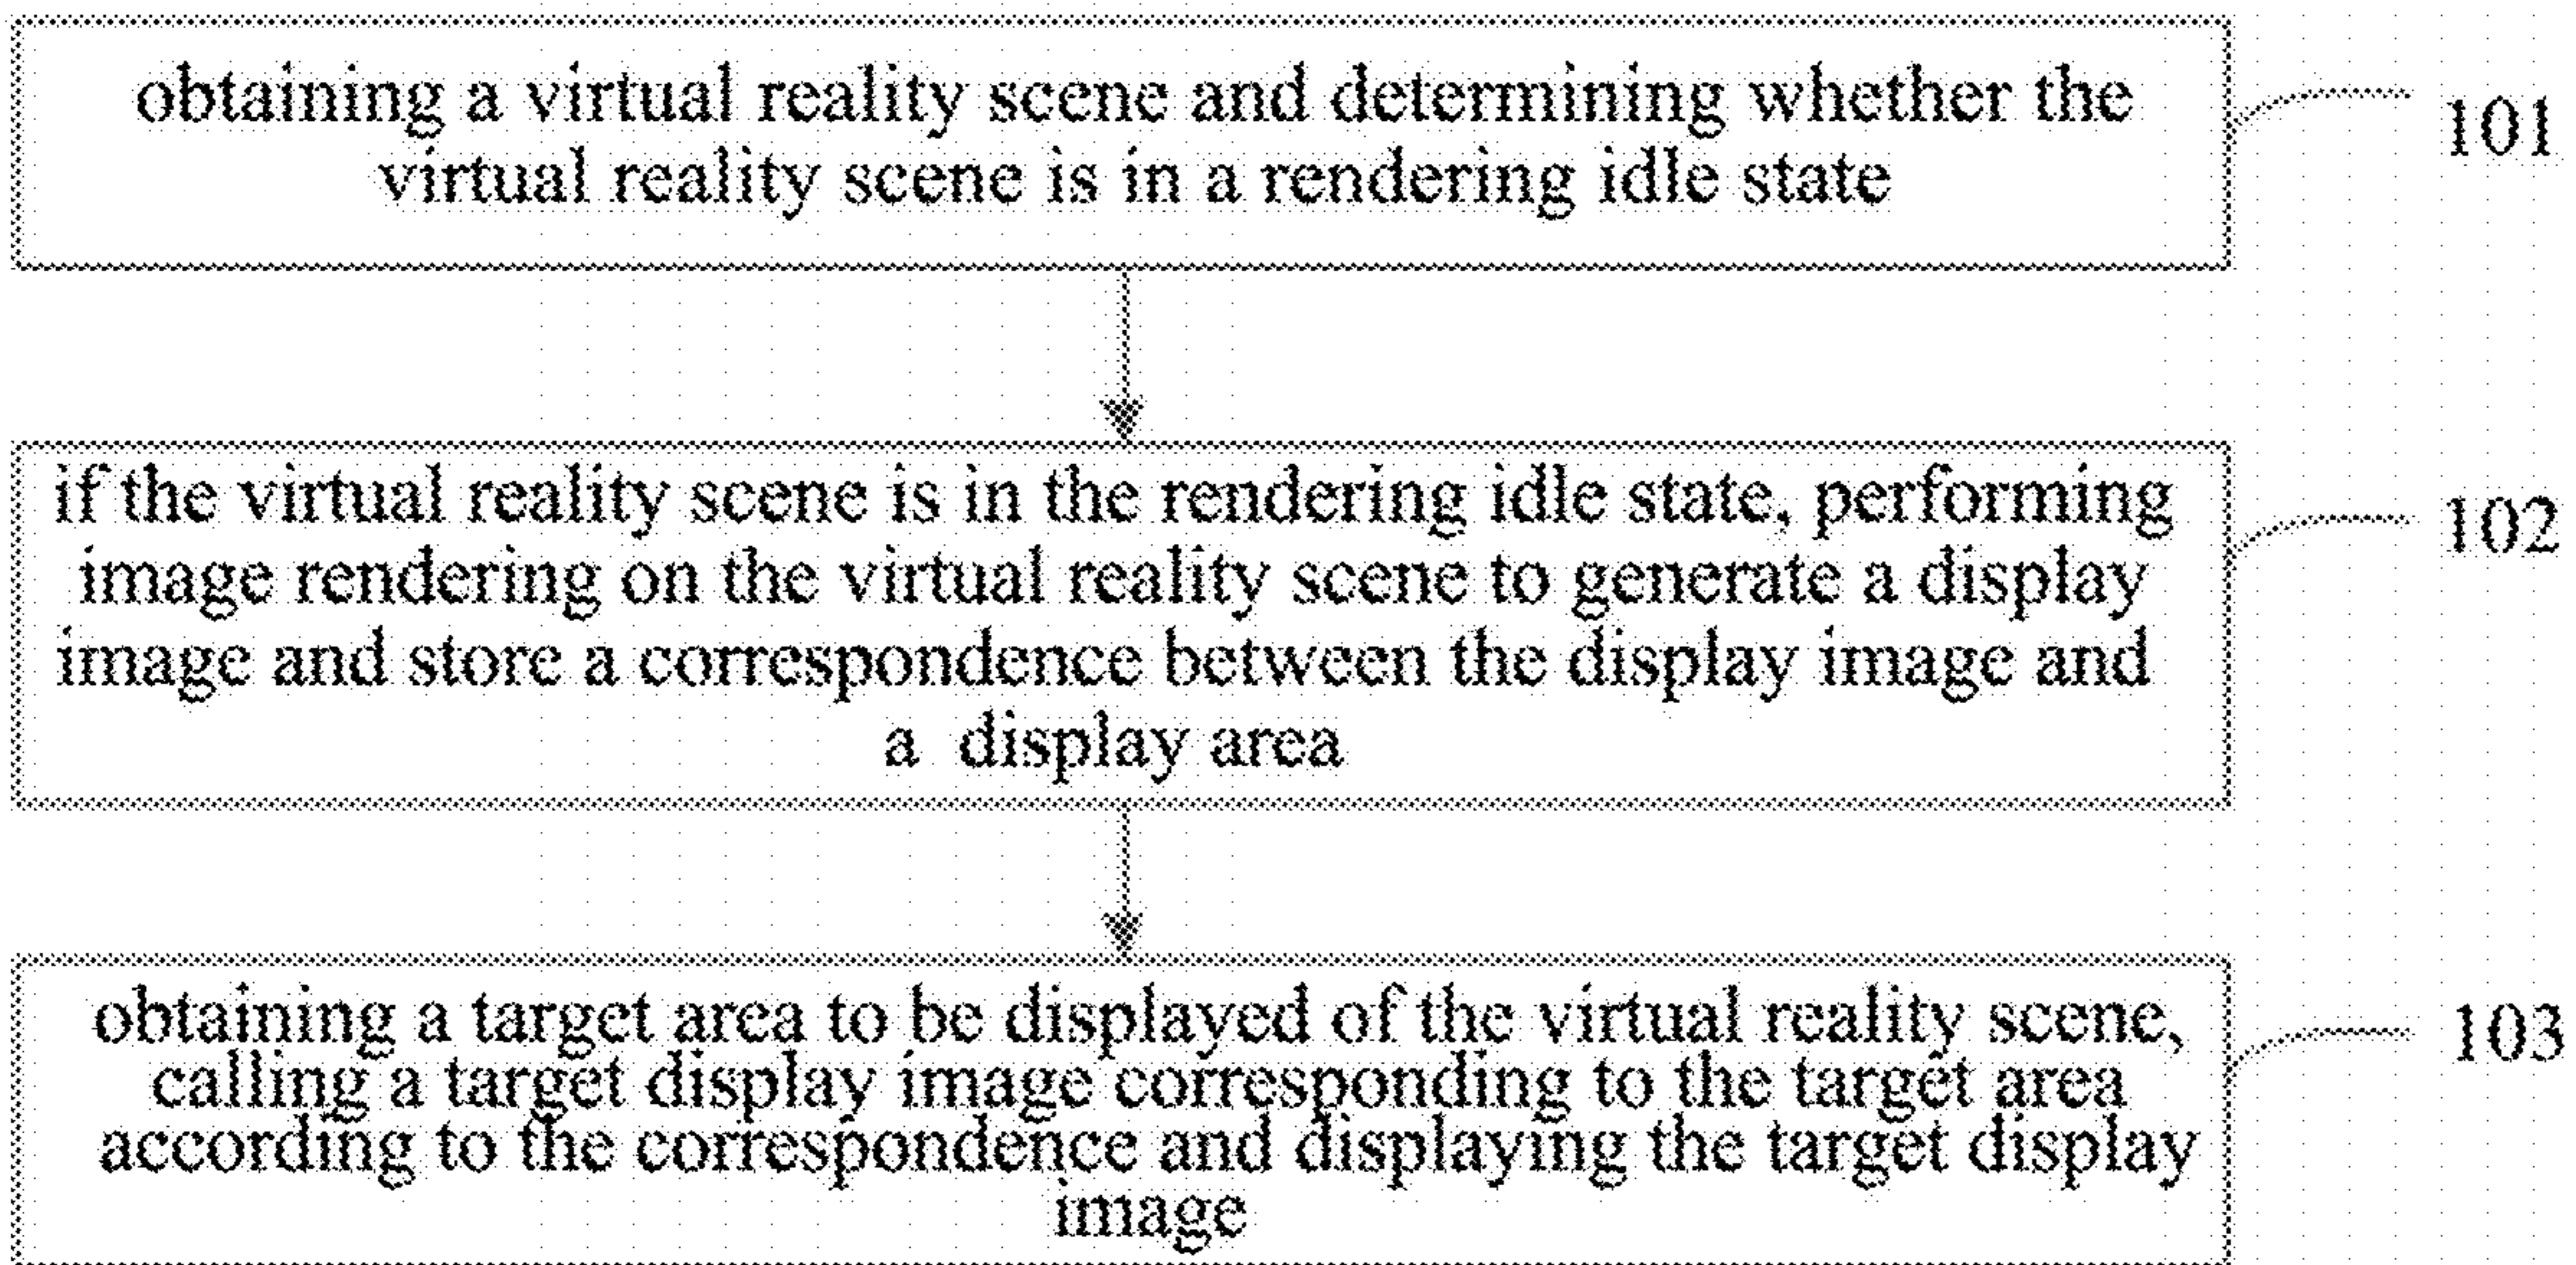 obtaining a virtual reality scene and determining whether the
virtual reality scene is in a rendering idle state
101
if the virtual reality scene is in the rendering idle state, performing
image rendering on the virtual reality scene to generate a display
image and store a correspondence between the display image and
a display area
102
obtaining a target area to be displayed of the virtual reality scene,
calling a target display image corresponding to the target area
according to the correspondence and displaying the target display
image
103